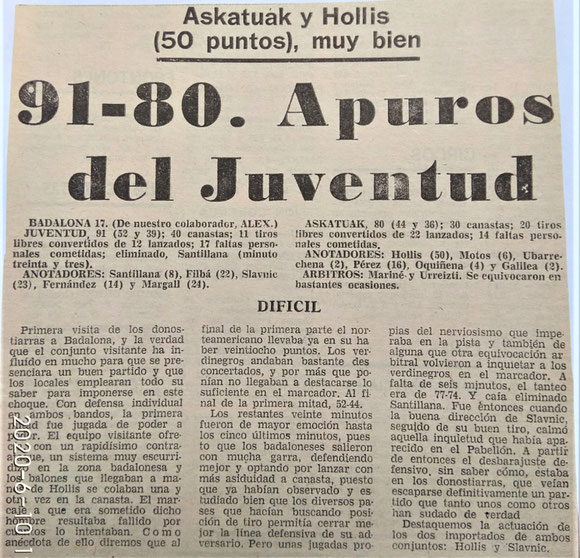 Askatuak y Hollis
(50 puntos), muy bien
91-80. Apuros
del Juventud
BADALONA 17. (De nuestro colaborador, ALEX.)
JUVENTUD, 91 (52 y 39); 40 canastas; 11 tiros
libres convertidos de 12 lanzados; 17 faltas perso-
nales cometidas; eliminado, Santillana (minuto
treinta y tres).
ANOTADORES: Santillana (8), Filbá (22), Slavnic
(23), Fernández (14) y Margall (24).
ASKATUAK, 80 (44 y 36); 30 canastas; 20 tiros
libres convertidos de 22 lanzados; 14 faltas per-
sonales cometidas.
ANOTADORES: Hollis (50), Motos (6), Ubarre-
chena (2), Pérez (16), Oquiñena (4) y Galilea (2).
ARBITROS: Mariné y Urreizti. Se equivocaron en
bastantes ocasiones.
DIFICIL
Primera visita de los donos-
tiarras a Badalona, y la verdad
que el conjunto visitante ha in-
fluído en mucho para que se pre-
senciara un buen partido y que
los locales emplearan todo su
saber para imponerse en este
choque. Con defensa individual
en ambos bandos, la primera
mitad fue jugada de poder a
poder. El equipo visitante ofre-
ció con un rapidísimo contra-
ataque, un sistema muy escurri-
dizo en la zona badalonesa y
balones que llegaban a ma-
nos de Hollis se colaban una y
otra vez en la canasta. El mar-
caje a que era sometido dicho
hombre resultaba fallido por
cuantos lo intentaban. Como
anécdota de ello diremos que al
final de la primera parte el nor-
teamericano llevaba ya en su ha-
ber veintiocho puntos. Los ver-
dinegros andaban bastante des
concertados, y por más que po-
nían no llegaban a destacarse lo
suficiente en el marcador. Al fi-
nal de la primera mitad, 52-44.
Los restantes veinte minutos
fueron de mayor emoción hasta
los cinco últimos minutos, pues-
to que los badaloneses salieron
con mucha garra, defendiendo
mejor y optando por lanzar con
más asiduidad a canasta, puesto
que ya habían observado y es-
tudiado bien que los diversos pases
que hacían buscando posi-
ción de tiro permitía cerrar me-
jor la línea defensiva de su ad-
versario. Pero unas jugadas pro
pias del nerviosismo que impera-
ba en la pista y también de
alguna que otra equivocación ar-
bitral volvieron a inquietar a los
verdinegros en el marcador. A
falta de seis minutos, el tanteo
era de 77-74. Y caía eliminado
Santillana. Fue entonces cuando
la buena dirección de Slavnic,
seguido de su buen tiro, calmó
aquella inquietud que había apa-
recido en el Pabellón. A partir
de entonces el desbarajuste de-
fensivo, sin saber cómo, estaba
en los donostiarras, que veían
escaparse definitivamente un par-
tido que tanto unos como otros
han sudado de verdad
Destaquemos la actuación de
los dos importados de ambos
conjuntos: Hollis y Slavnic.
2020-6-1 0:11